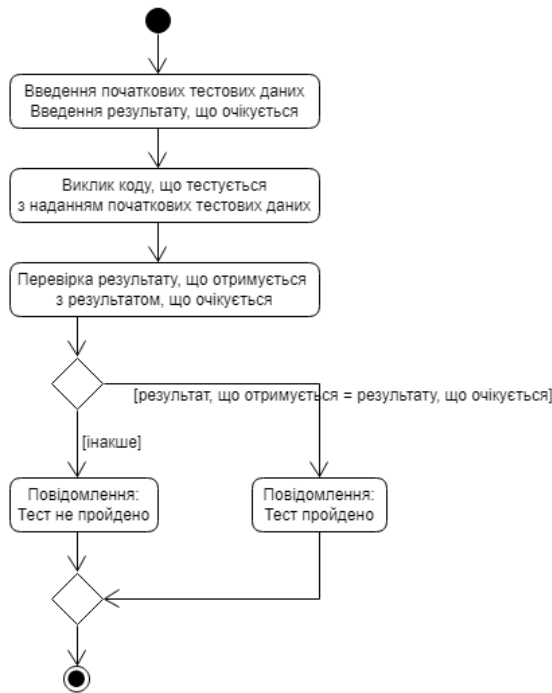 Введення початкових тестових даних
Введення результату, що очікується
Виклик коду, що тестується
з наданням початкових тестових даних
Перевірка результату, що отримується
з результатом, що очікується
[результат, що отримується = результату, що очікується]
[інакше]
Повідомлення:
Тест не пройдено
Повідомлення:
Тест пройдено